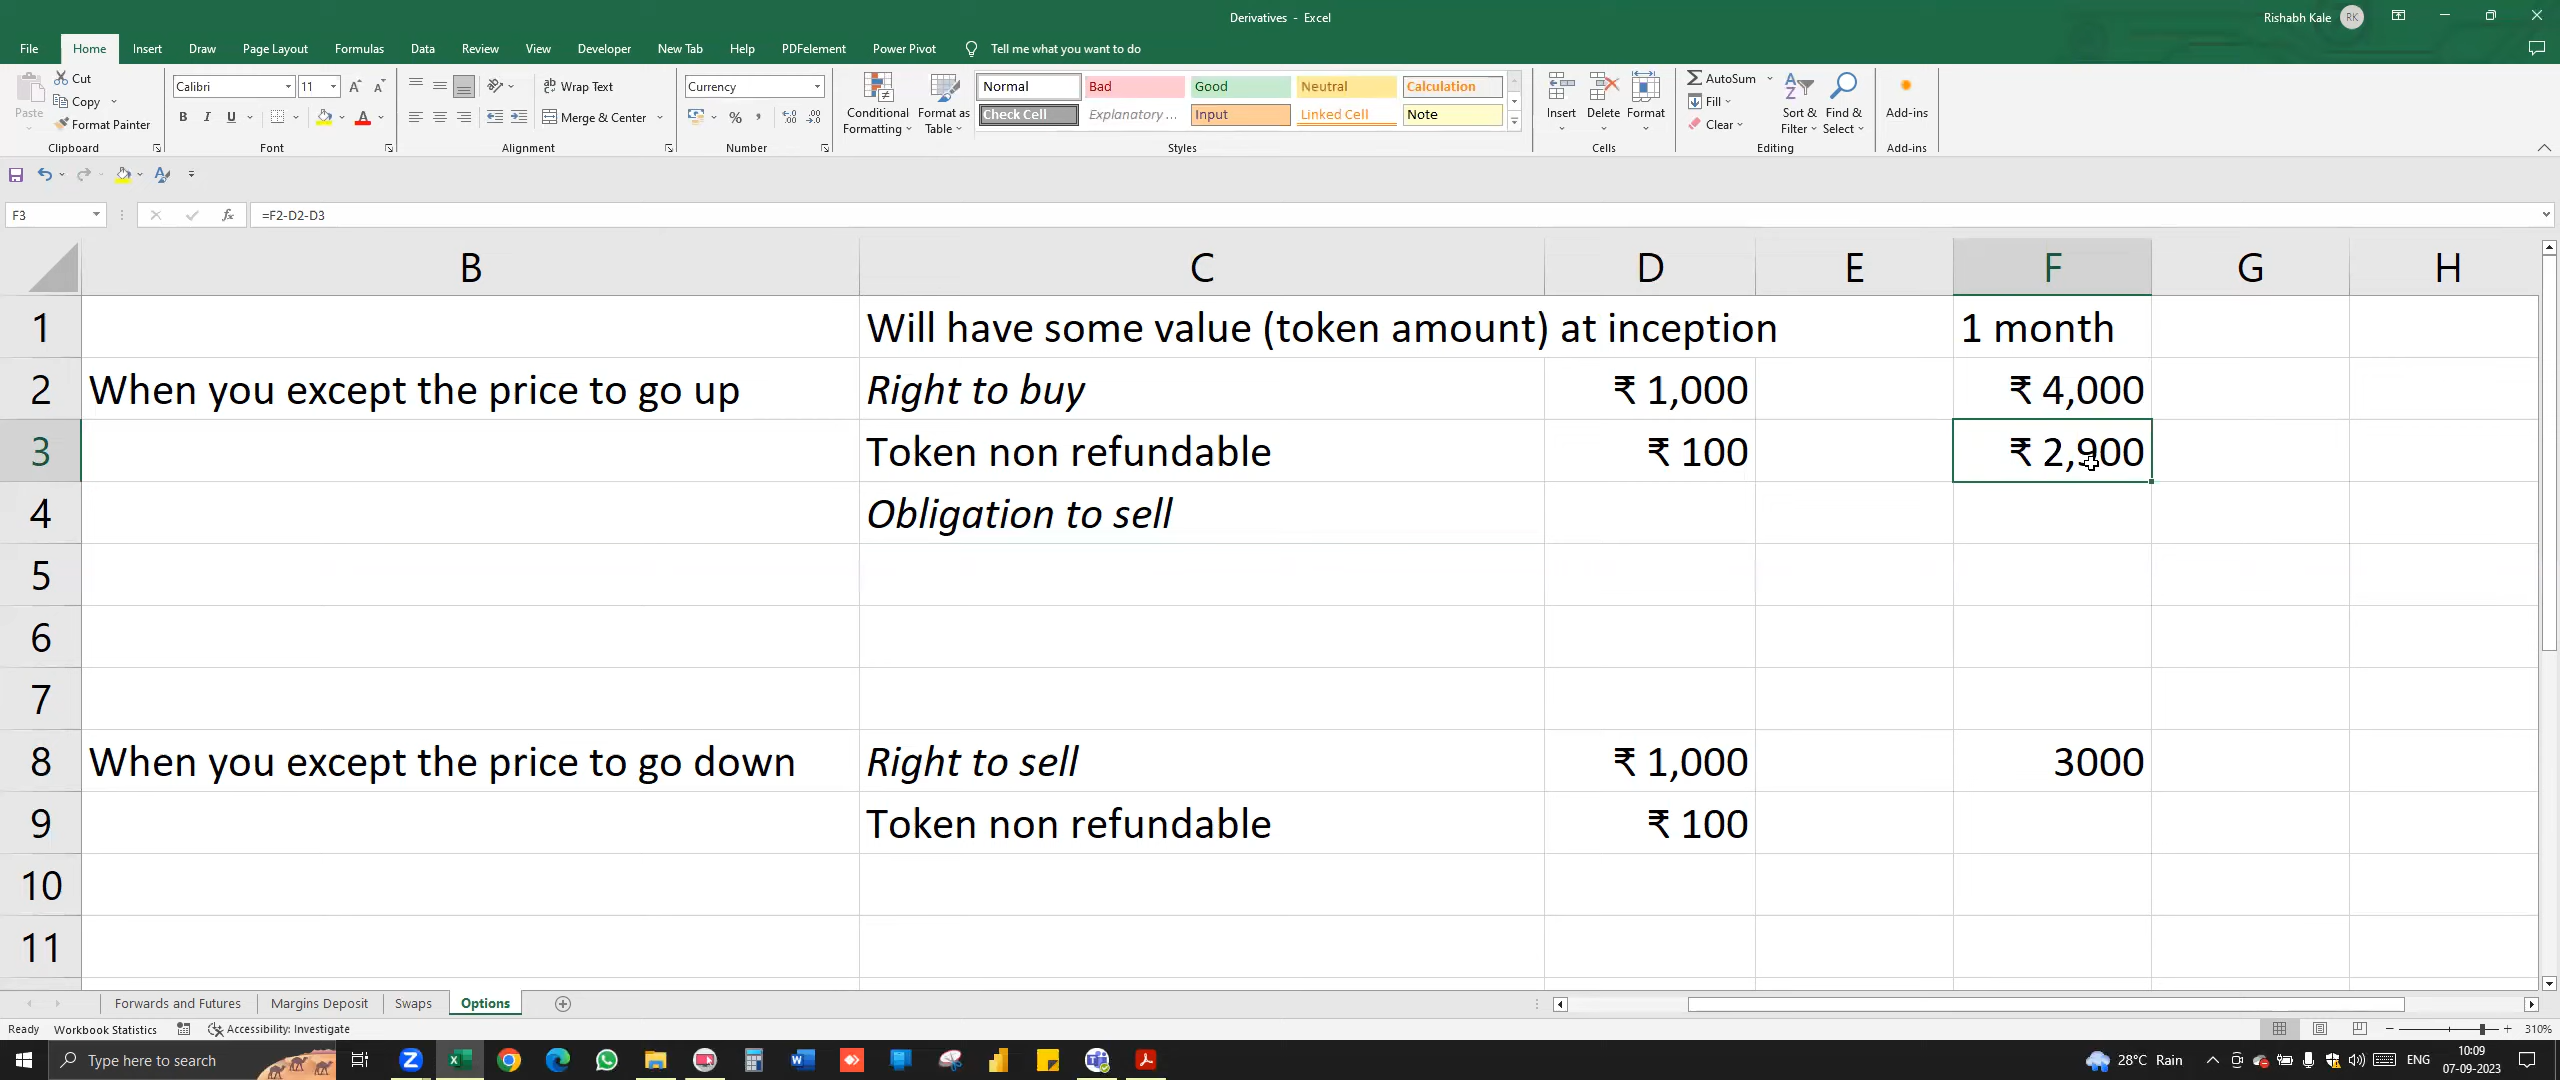 Derivatives - Excel
Rishabh Kale RK
File Home Insert Draw Page Layout Formulas Data Review View Developer New Tab Help PDFelement Power Pivot Tell me what you want to do
Paste
Cut
Copy
Format Painter
Clipboard
Calibri 11
B I U
Font
Wrap Text
Merge & Center
Alignment
Currency
% ,
Number
Conditional Formatting
Format as Table
Normal Bad Good Neutral Calculation
Check Cell Explanatory ... Input Linked Cell Note
Styles
Insert Delete Format
Cells
AutoSum
Fill
Clear
Sort & Filter
Find & Select
Editing
Add-ins
Add-ins
F3 fx =F2-D2-D3
B C D E F G H
1 Will have some value (token amount) at inception 1 month
2 When you except the price to go up Right to buy ₹ 1,000 ₹ 4,000
3 Token non refundable ₹ 100 ₹ 2,900
4 Obligation to sell
5
6
7
8 When you except the price to go down Right to sell ₹ 1,000 3000
9 Token non refundable ₹ 100
10
11
Forwards and Futures Margins Deposit Swaps Options
Ready Workbook Statistics Accessibility: Investigate 310%
Type here to search 28°C Rain ENG 10:09
07-09-2023